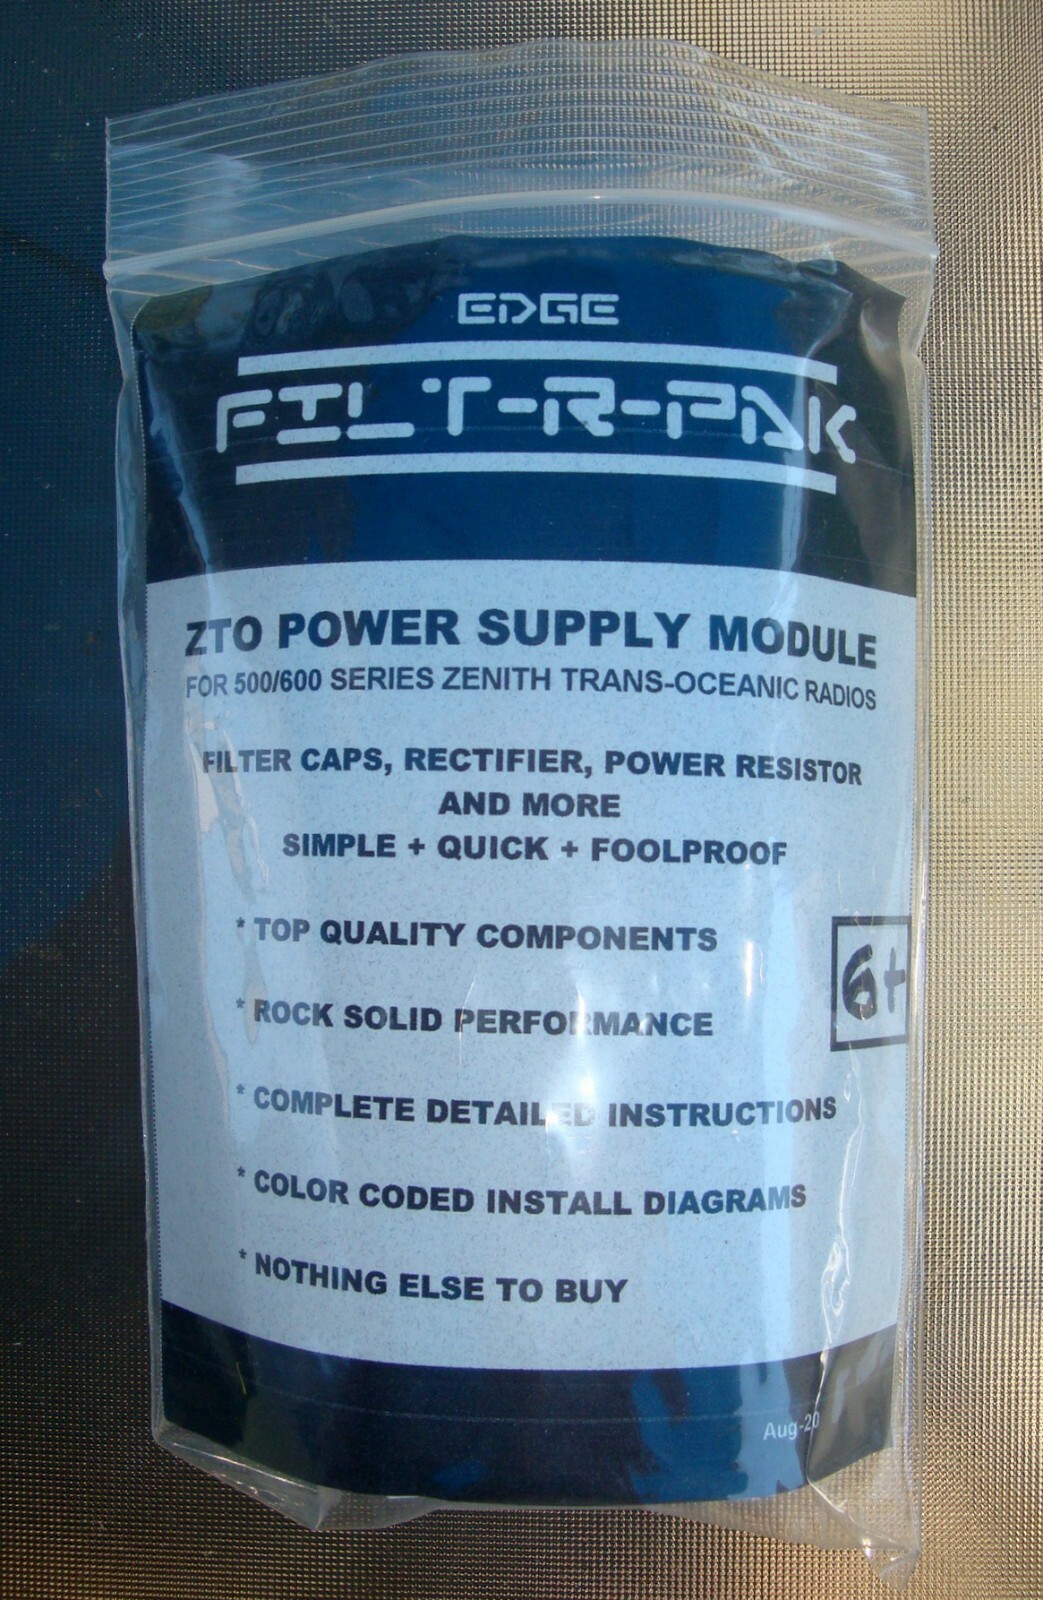 EDGE
FILT-R-PAK
ZTO POWER SUPPLY MODULE
FOR 500/600 SERIES ZENITH TRANS-OCEANIC RADIOS
FILTER CAPS, RECTIFIER, POWER RESISTOR
AND MORE
SIMPLE + QUICK + FOOLPROOF
* TOP QUALITY COMPONENTS
6+
* ROCK SOLID PERFORMANCE
* COMPLETE DETAILED INSTRUCTIONS
* COLOR CODED INSTALL DIAGRAMS
* NOTHING ELSE TO BUY
Aug-20